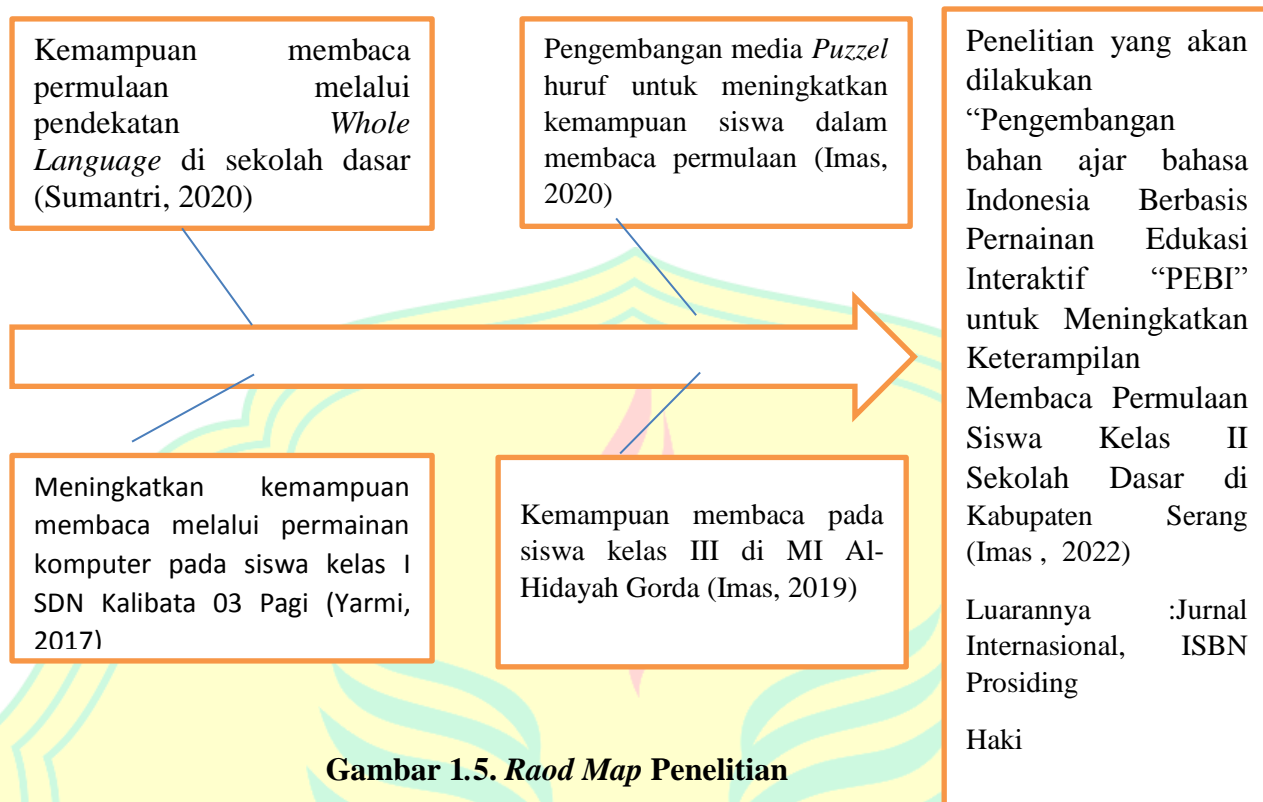 Kemampuan membaca
permulaan melalui
pendekatan Whole
Language di sekolah dasar
(Sumantri, 2020)
Pengembangan media Puzzel
huruf untuk meningkatkan
kemampuan siswa dalam
membaca permulaan (Imas,
2020)
Meningkatkan kemampuan
membaca melalui permainan
komputer pada siswa kelas I
SDN Kalibata 03 Pagi (Yarmi,
2017)
Kemampuan membaca pada
siswa kelas III di MI Al-
Hidayah Gorda (Imas, 2019)
Penelitian yang akan
dilakukan
“Pengembangan
bahan ajar bahasa
Indonesia Berbasis
Pernainan Edukasi
Interaktif “PEBI”
untuk Meningkatkan
Keterampilan
Membaca Permulaan
Siswa Kelas II
Sekolah Dasar di
Kabupaten Serang
(Imas , 2022)
Luarannya :Jurnal
Internasional, ISBN
Prosiding
Haki
Gambar 1.5. Raod Map Penelitian